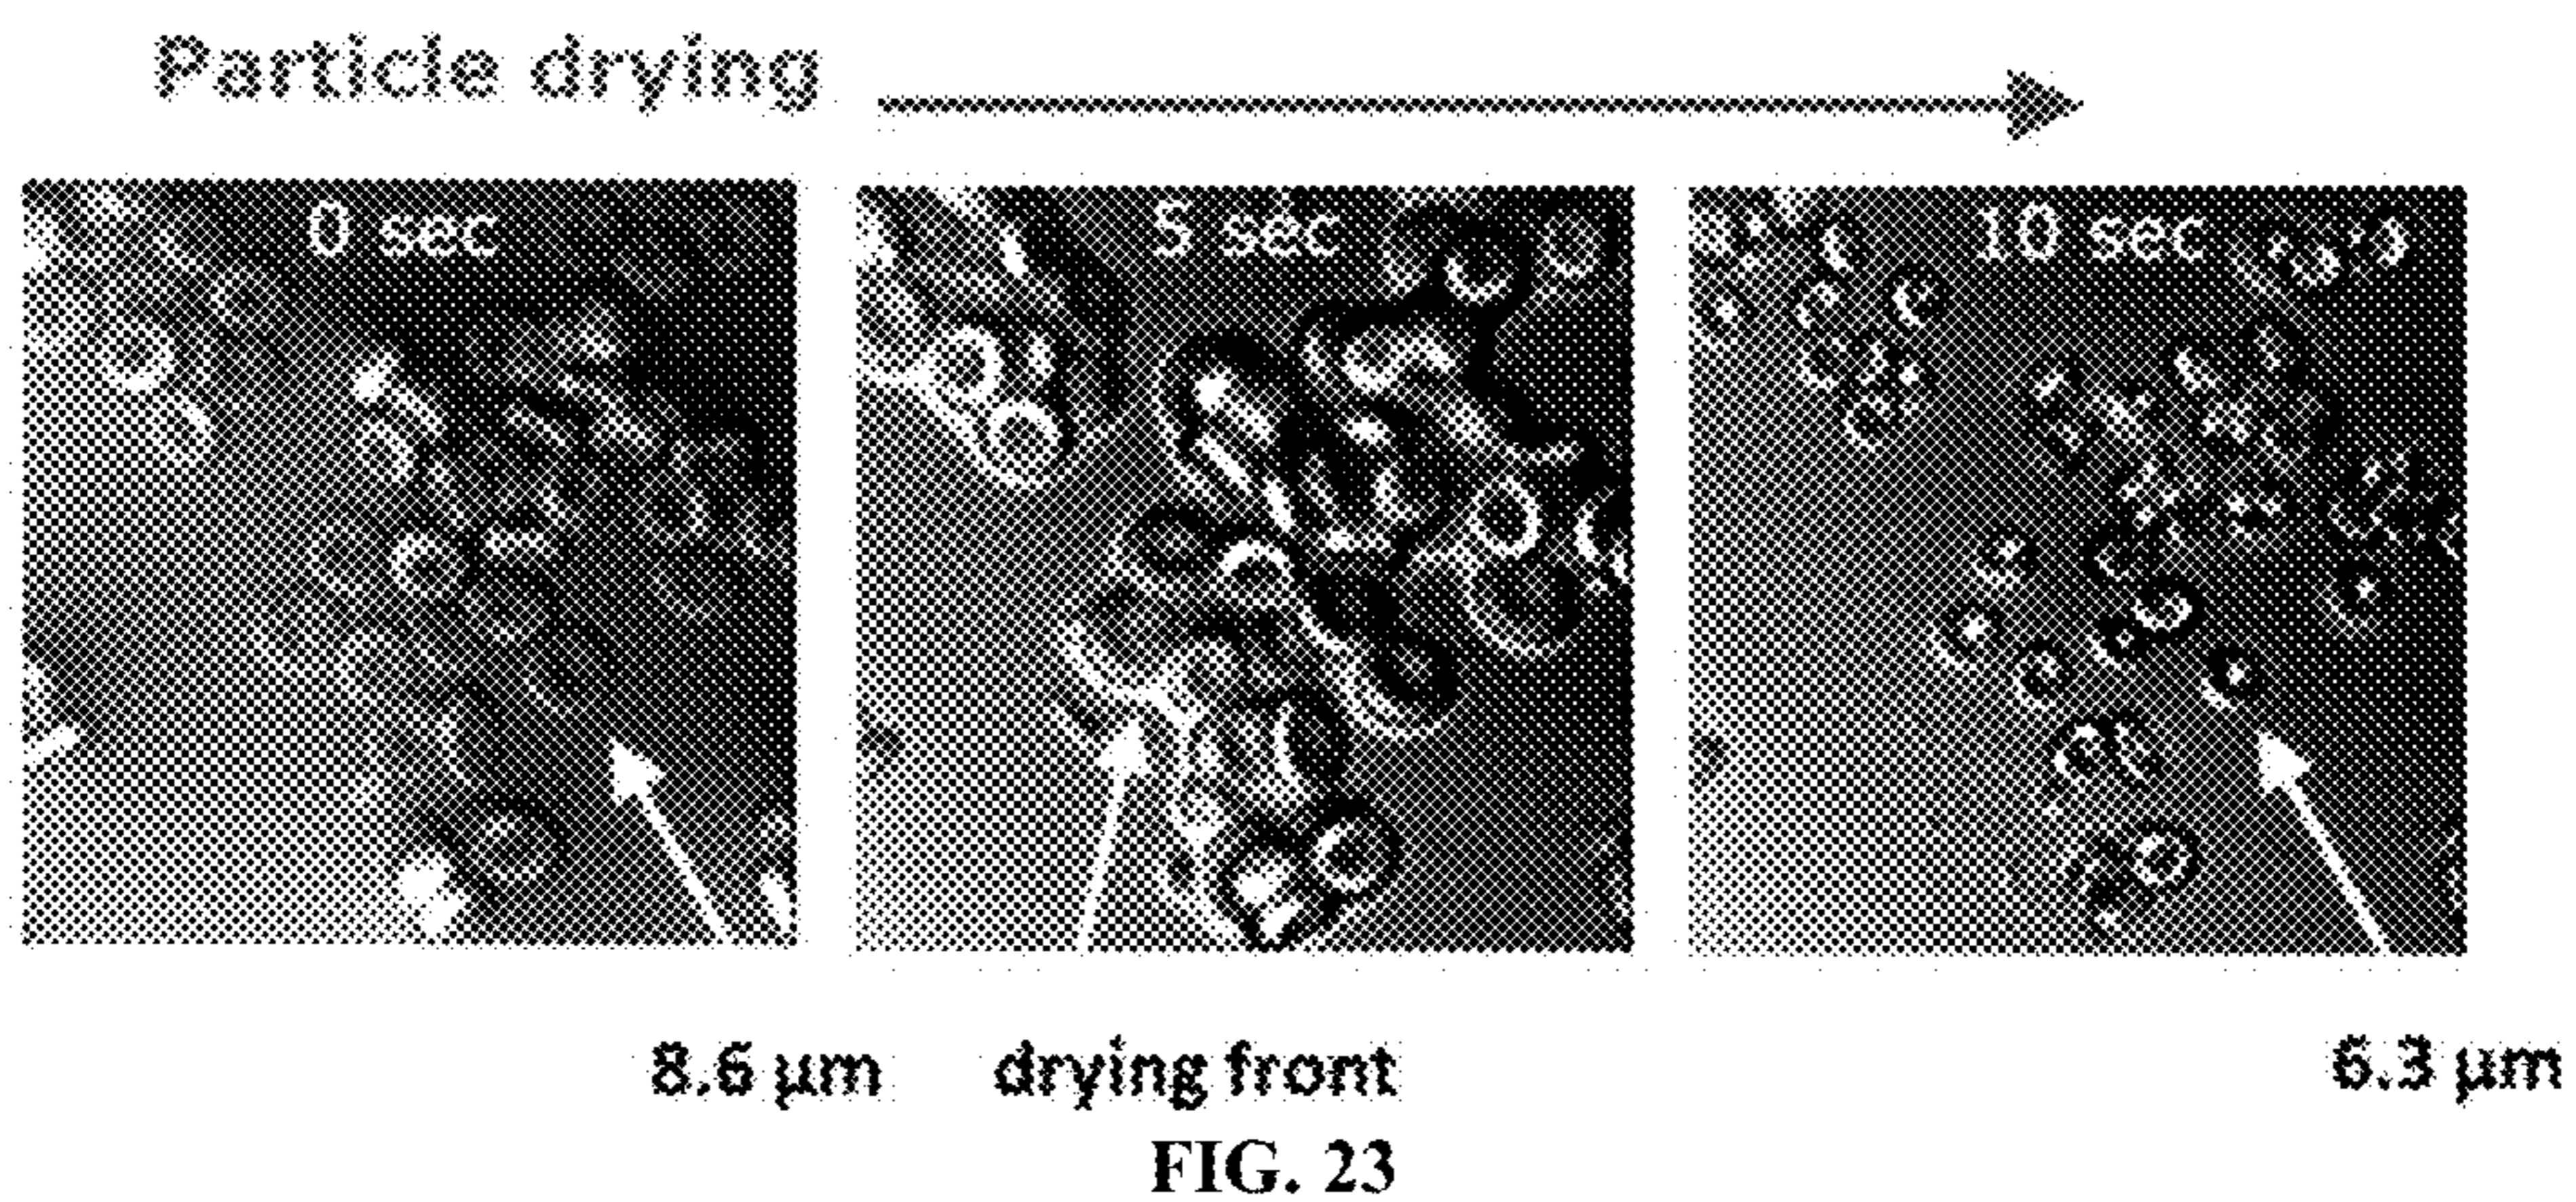 Particle drying
0 sec
5 sec
10 sec
8.6 μm
drying front
6.3 μm
FIG. 23